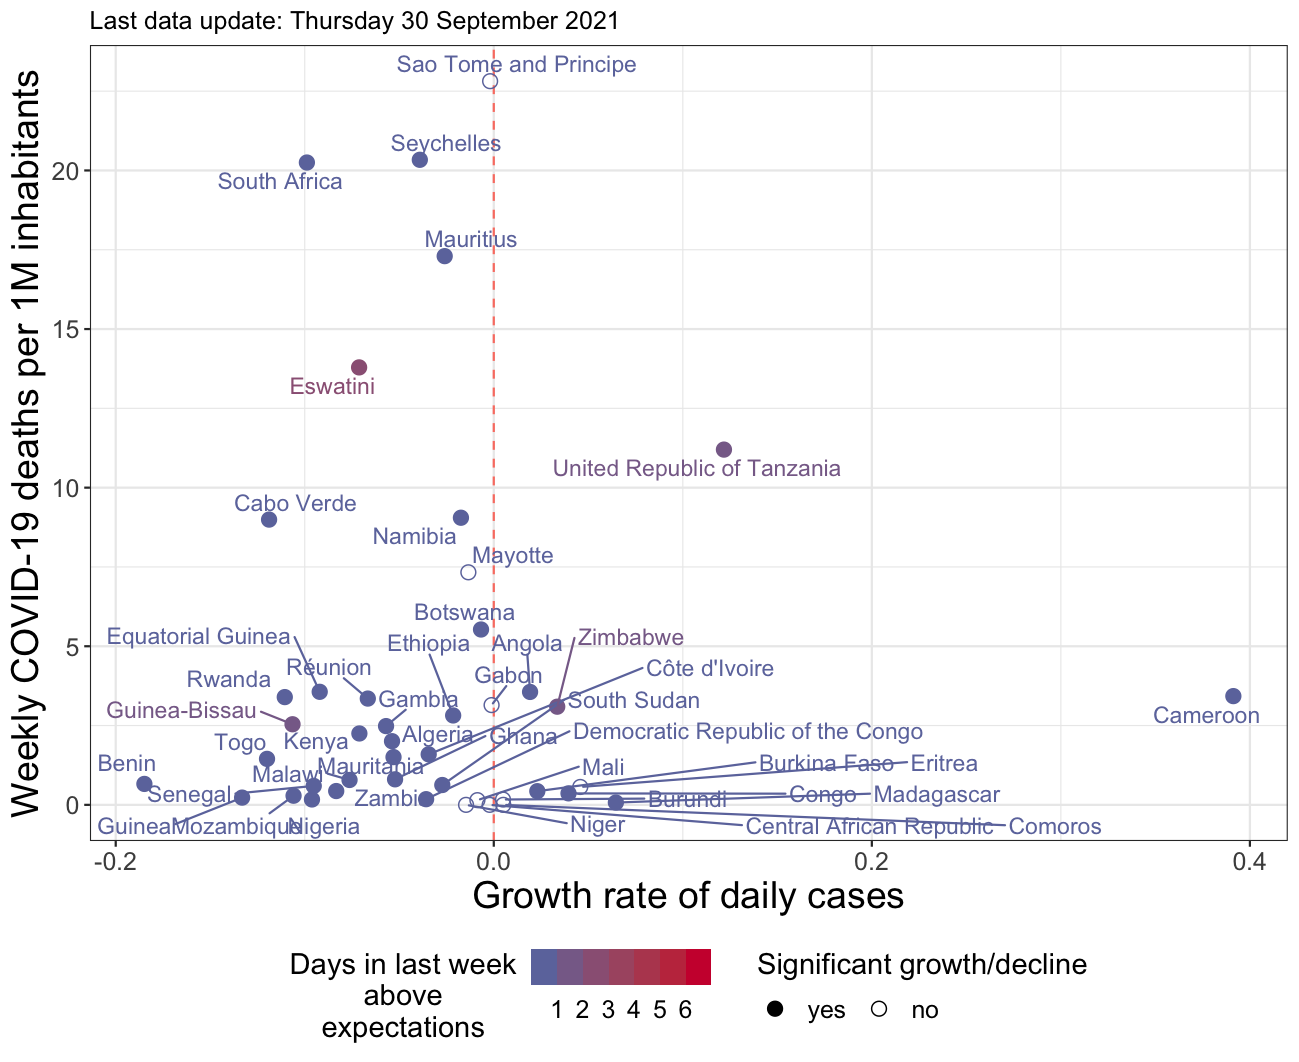 Last data update: Thursday 30 September 2021
Weekly COVID-19 deaths per 1M inhabitants
20
15
10
5
0
Sao Tome and Principe
Seychelles
South Africa
Mauritius
Eswatini
United Republic of Tanzania
Cabo Verde
Namibia
Mayotte
Botswana
Equatorial Guinea
Ethiopia
Angola
Zimbabwe
Réunion
Côte d'Ivoire
Rwanda
Gabon
Gambia
South Sudan
Guinea-Bissau
Cameroon
Togo
Kenya
Algeria
Ghana
Democratic Republic of the Congo
Benin
Malawi
Mauritania
Mali
Burkina Faso
Eritrea
Senegal
Zambia
Burundi
Congo
Madagascar
Guinea
Mozambique
Nigeria
Niger
Central African Republic
Comoros
-0.2
0.0
0.2
0.4
Growth rate of daily cases
Days in last week
above
expectations
1 2 3 4 5 6
Significant growth/decline
yes
no